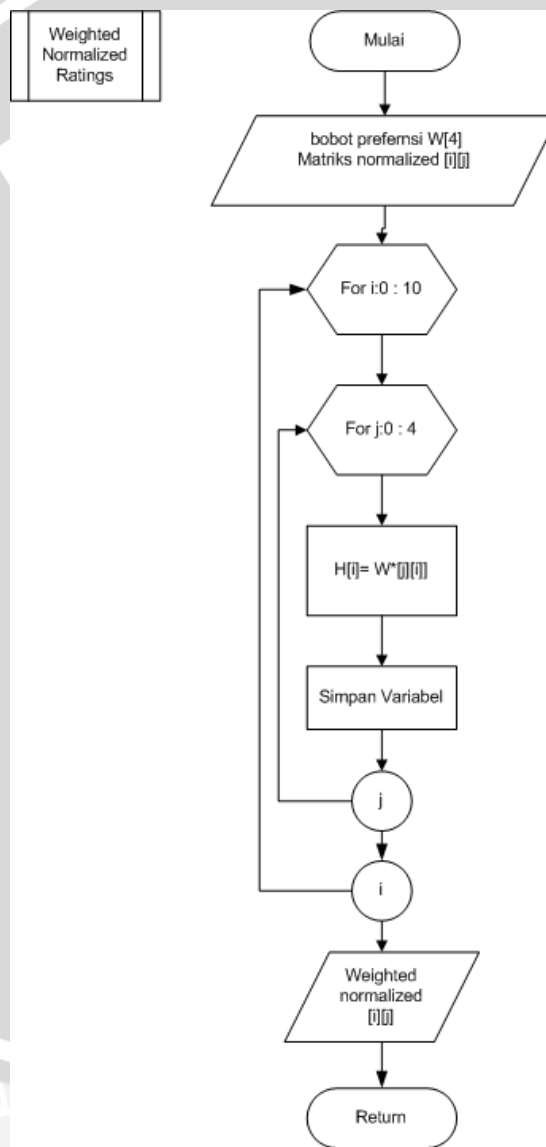 Weighted
Normalized
Ratings
Mulai
bobot prefernsi W[4]
Matriks normalized [i][j]
For i:0 : 10
For j:0 : 4
H[i]= W*[j][i]]
Simpan Variabel
j
i
Weighted
normalized
[i][j]
Return